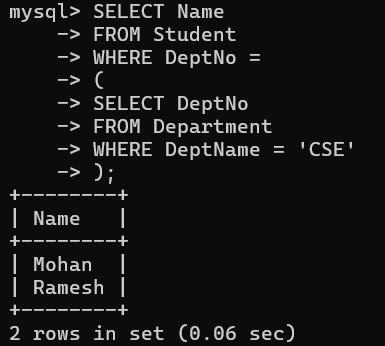 mysql> SELECT Name
    -> FROM Student
    -> WHERE DeptNo =
    -> (
    -> SELECT DeptNo
    -> FROM Department
    -> WHERE DeptName = 'CSE'
    -> );
+--------+
| Name   |
+--------+
| Mohan  |
| Ramesh |
+--------+
2 rows in set (0.06 sec)